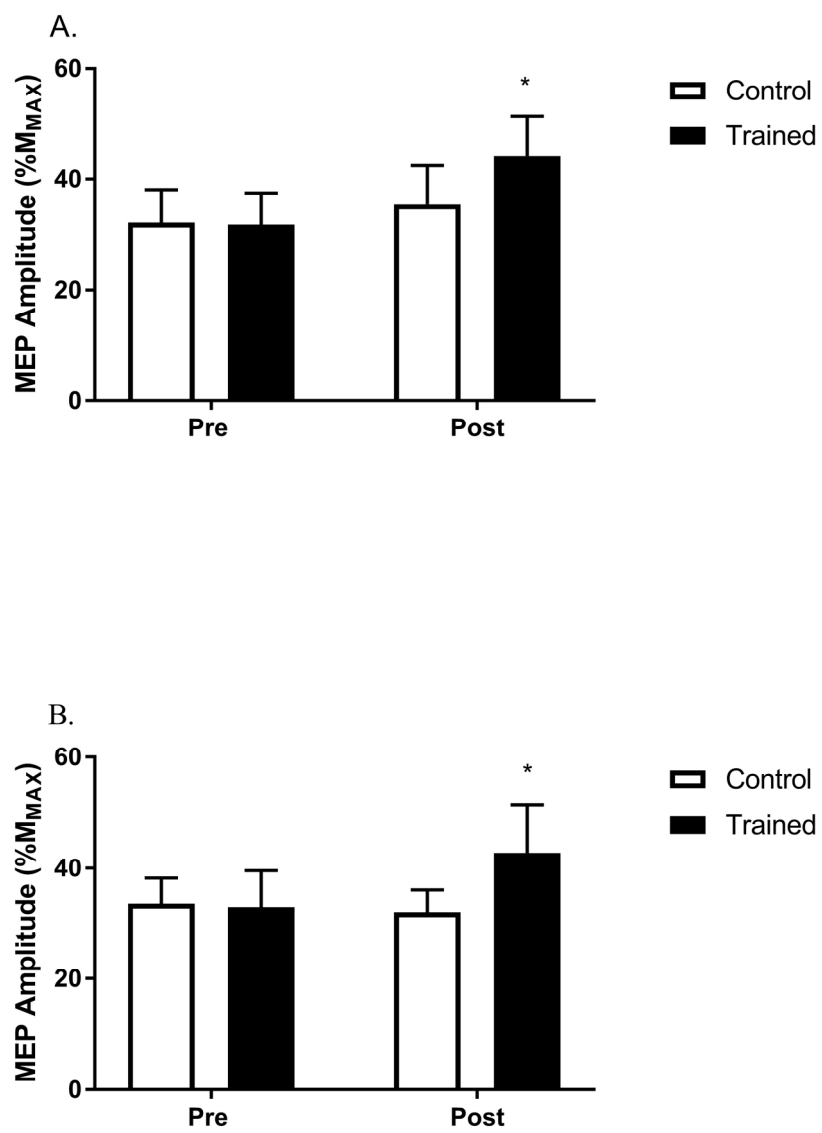 A.
MEP Amplitude (%MMAX)
60
40
20
0
*
Pre
Post
Control
Trained
B.
MEP Amplitude (%MMAX)
60
40
20
0
*
Pre
Post
Control
Trained